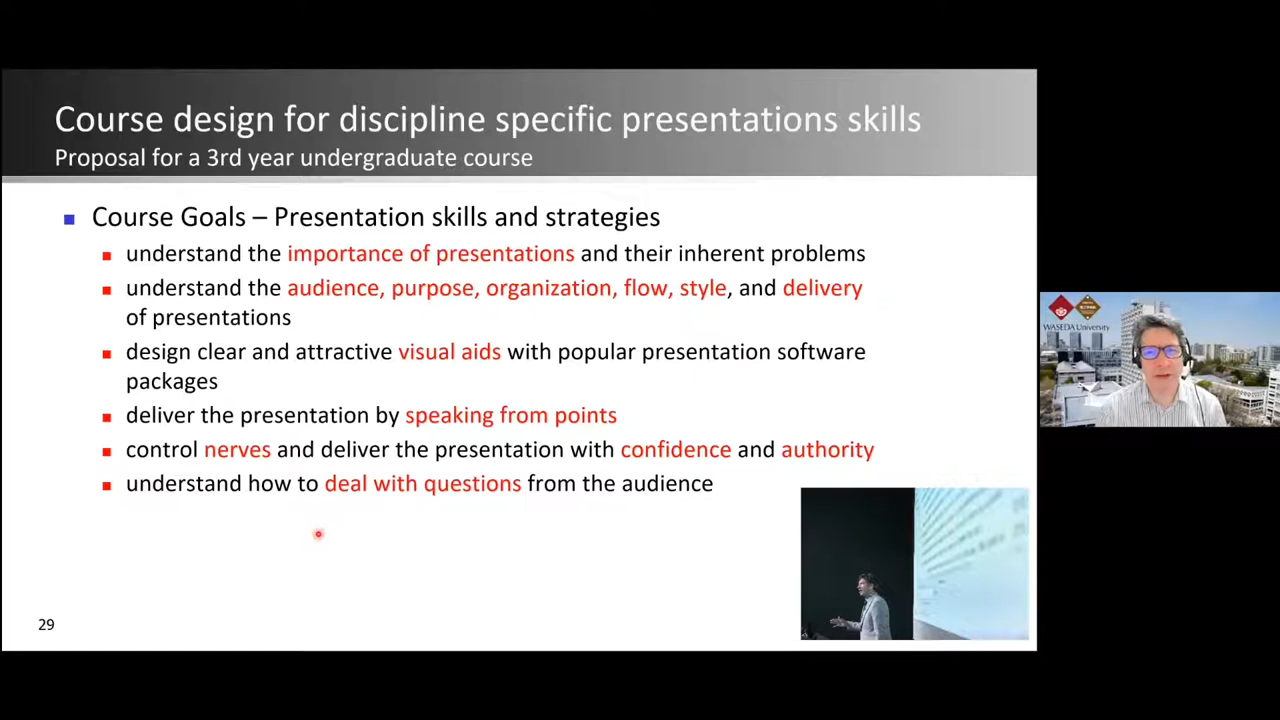 Course design for discipline specific presentations skills
Proposal for a 3rd year undergraduate course
Course Goals – Presentation skills and strategies
understand the importance of presentations and their inherent problems
understand the audience, purpose, organization, flow, style, and delivery
of presentations
design clear and attractive visual aids with popular presentation software
packages
deliver the presentation by speaking from points
control nerves and deliver the presentation with confidence and authority
understand how to deal with questions from the audience
29
WASEDA University